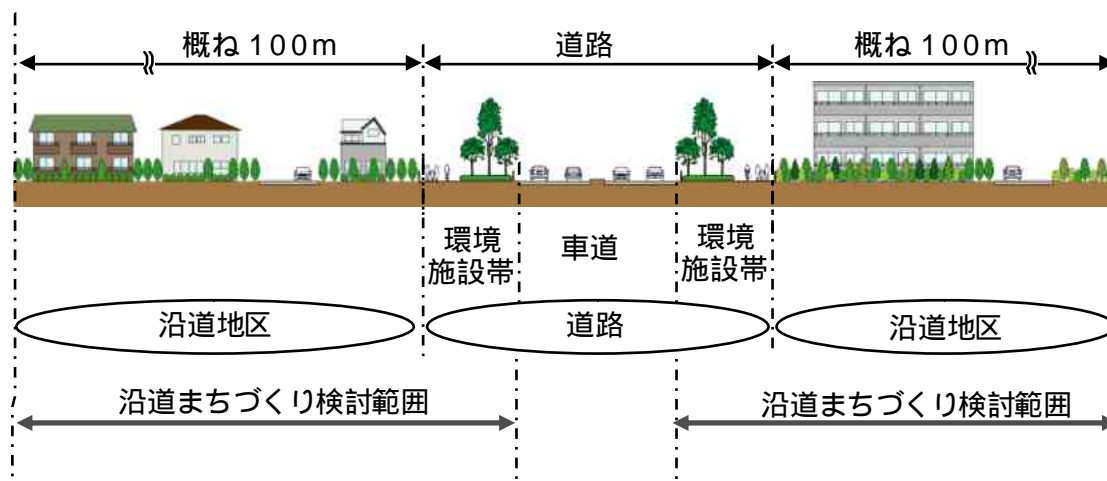 概ね100m
道路
概ね100m
環境
施設帯
車道
環境
施設帯
沿道地区
道路
沿道地区
沿道まちづくり検討範囲
沿道まちづくり検討範囲